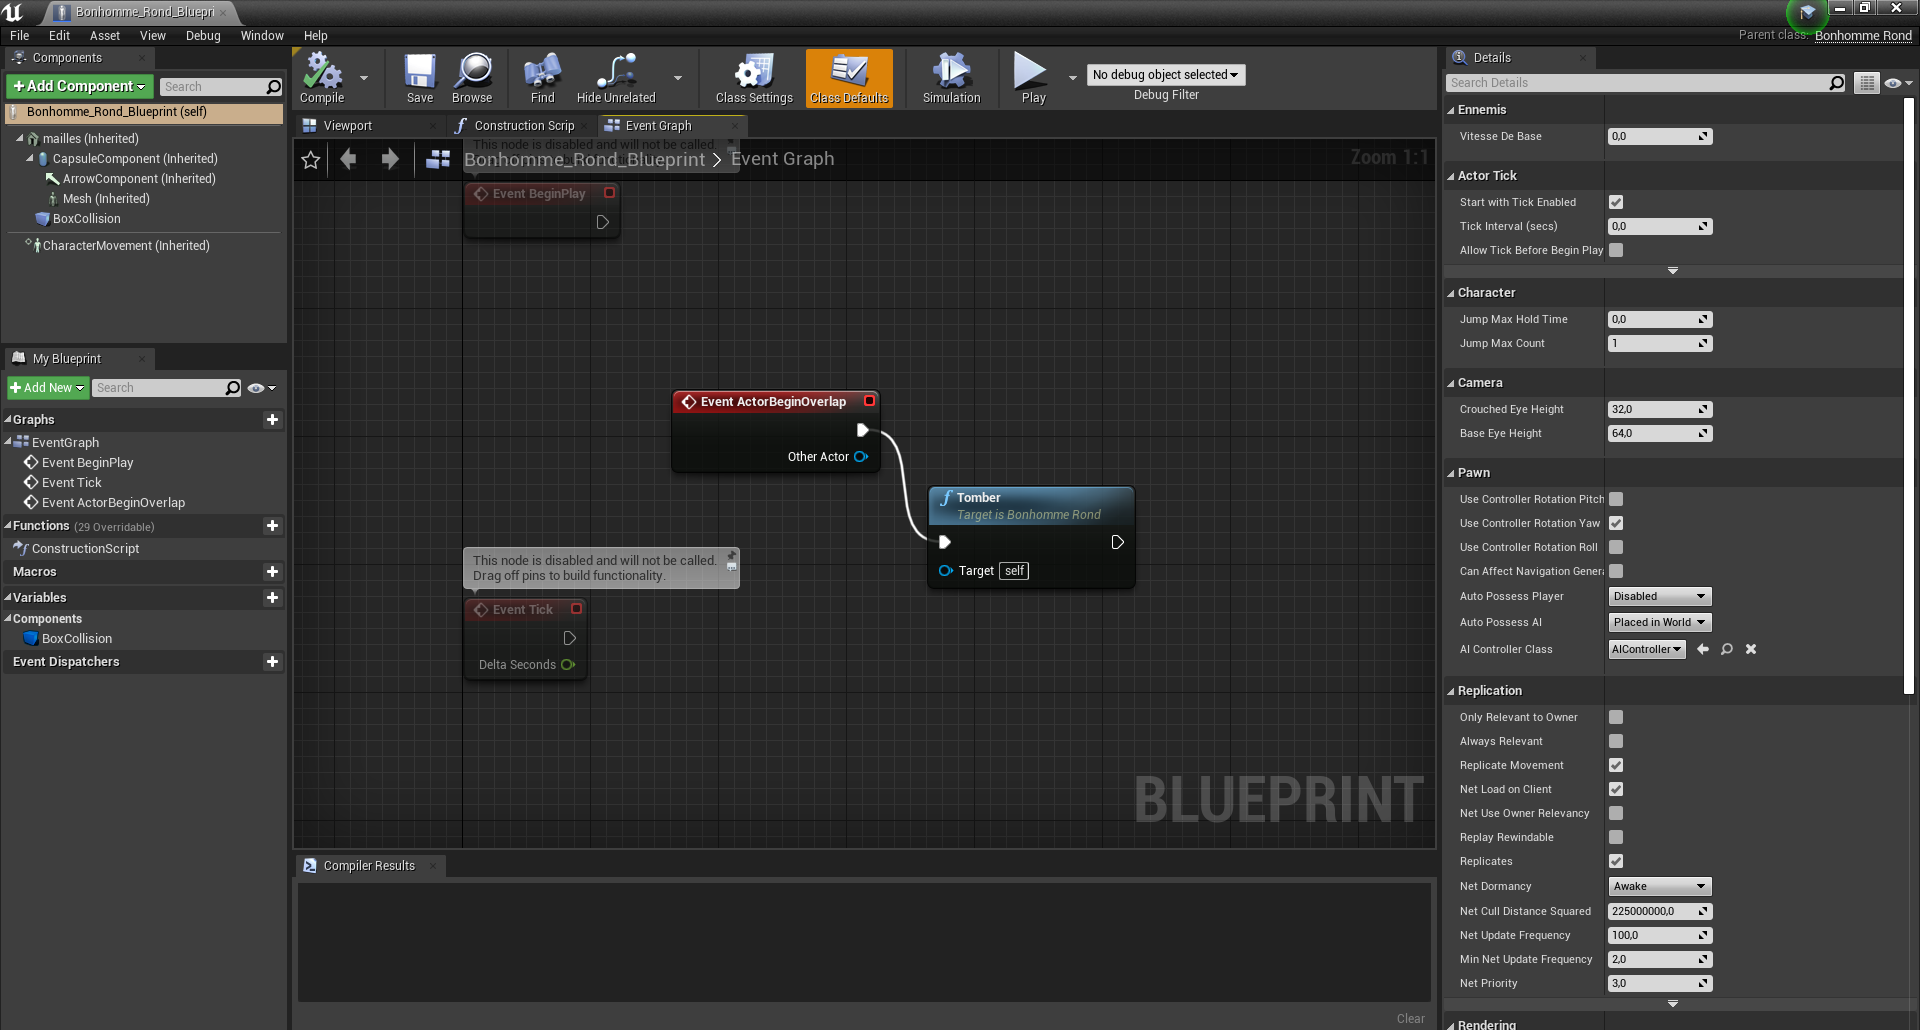 Bonhomme_Rond_Bluepri
File Edit Asset View Debug Window Help
Parent class: Bonhomme Rond
Components
+Add Component
Search
Bonhomme_Rond_Blueprint (self)
mailles (Inherited)
CapsuleComponent (Inherited)
ArrowComponent (Inherited)
Mesh (Inherited)
BoxCollision
CharacterMovement (Inherited)
My Blueprint
+Add New
Search
Graphs
EventGraph
Event BeginPlay
Event Tick
Event ActorBeginOverlap
Functions (29 Overridable)
ConstructionScript
Macros
Variables
Components
BoxCollision
Event Dispatchers
Compile
Save
Browse
Find
Hide Unrelated
Class Settings
Class Defaults
Simulation
Play
No debug object selected
Debug Filter
Viewport
Construction Scrip
Event Graph
This node is disabled and will not be called.
Bonhomme_Rond_Blueprint > Event Graph
Zoom 1:1
Event BeginPlay
Event ActorBeginOverlap
Other Actor
Tomber
Target is Bonhomme Rond
Target self
This node is disabled and will not be called.
Drag off pins to build functionality.
Event Tick
Delta Seconds
BLUEPRINT
Compiler Results
Clear
Details
Search Details
Ennemis
Vitesse De Base 0,0
Actor Tick
Start with Tick Enabled
Tick Interval (secs) 0,0
Allow Tick Before Begin Play
Character
Jump Max Hold Time 0,0
Jump Max Count 1
Camera
Crouched Eye Height 32,0
Base Eye Height 64,0
Pawn
Use Controller Rotation Pitch
Use Controller Rotation Yaw
Use Controller Rotation Roll
Can Affect Navigation Genera
Auto Possess Player Disabled
Auto Possess AI Placed in World
AI Controller Class AIController
Replication
Only Relevant to Owner
Always Relevant
Replicate Movement
Net Load on Client
Net Use Owner Relevancy
Replay Rewindable
Replicates
Net Dormancy Awake
Net Cull Distance Squared 225000000,0
Net Update Frequency 100,0
Min Net Update Frequency 2,0
Net Priority 3,0
Rendering